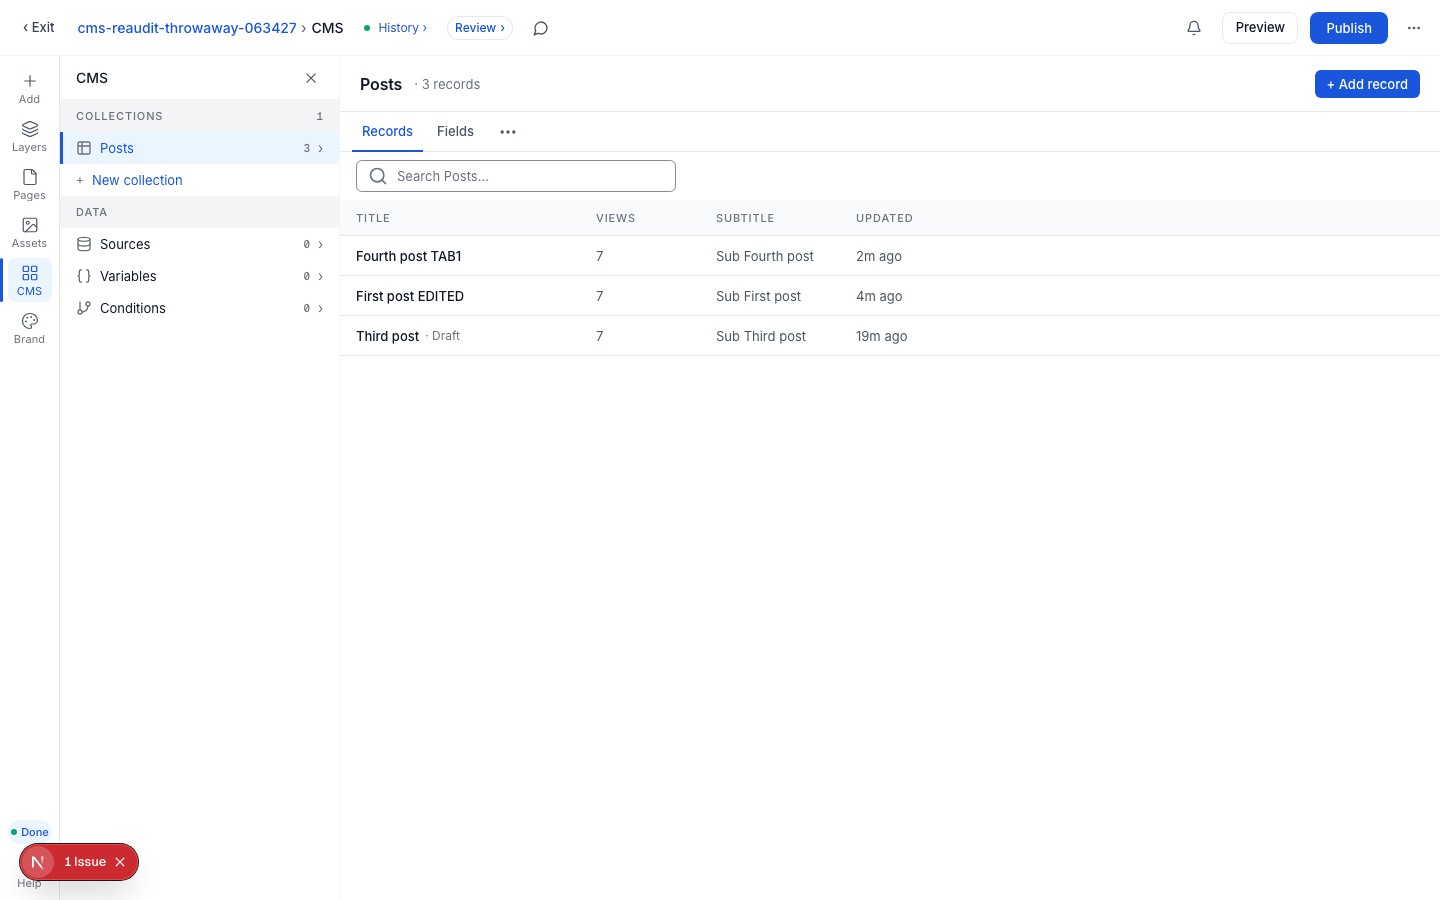 ‹ Exit cms-reaudit-throwaway-063427 › CMS History › Review › Preview Publish
Add
Layers
Pages
Assets
CMS
Brand
Done
1 Issue
Help
CMS
COLLECTIONS 1
Posts 3 ›
+ New collection
DATA
Sources 0 ›
Variables 0 ›
Conditions 0 ›
Posts · 3 records + Add record
Records Fields
Search Posts...
TITLE VIEWS SUBTITLE UPDATED
Fourth post TAB1 7 Sub Fourth post 2m ago
First post EDITED 7 Sub First post 4m ago
Third post · Draft 7 Sub Third post 19m ago